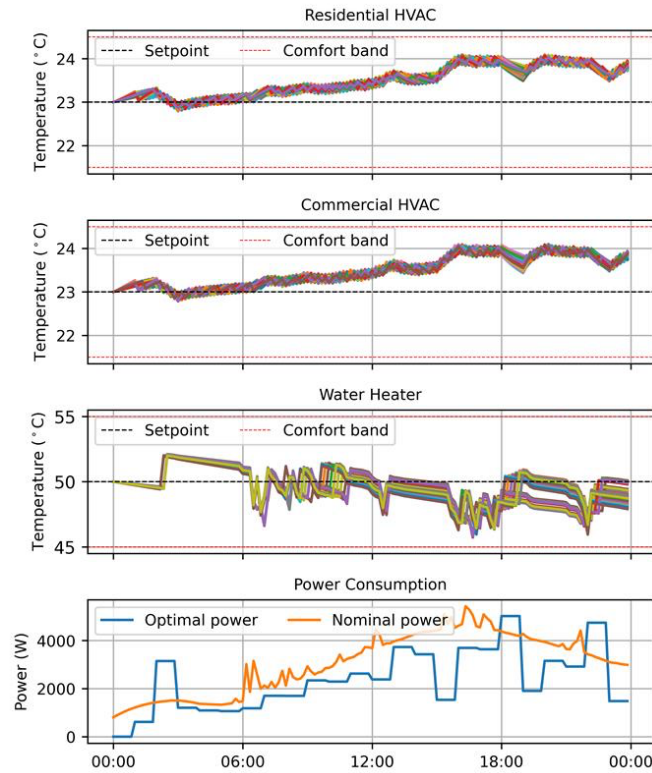 Residential HVAC
Setpoint Comfort band
Temperature (°C)
24
23
22
Commercial HVAC
Setpoint Comfort band
Temperature (°C)
24
23
22
Water Heater
Setpoint Comfort band
Temperature (°C)
55
50
45
Power Consumption
Optimal power Nominal power
Power (W)
4000
2000
0
00:00 06:00 12:00 18:00 00:00